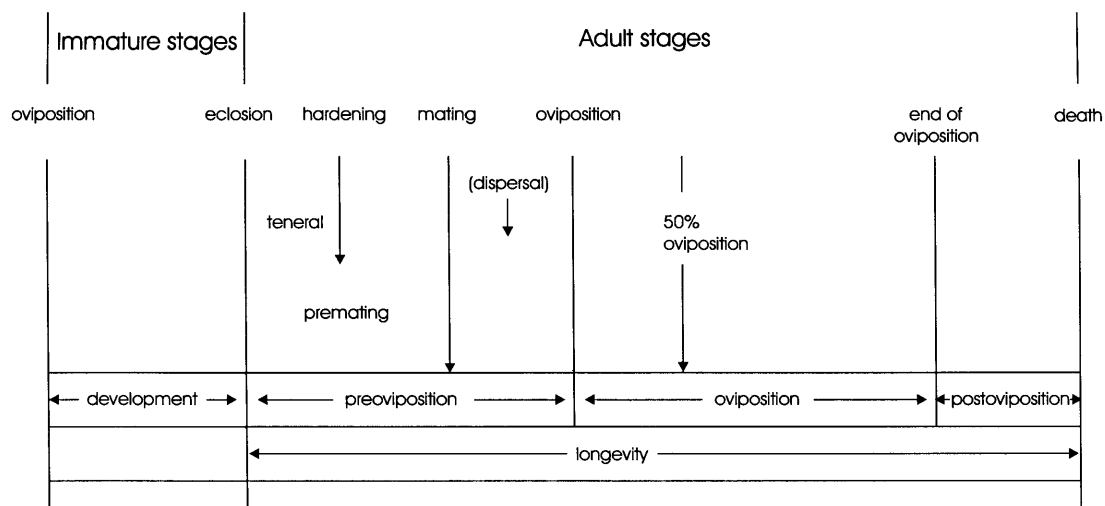 Immature stages
Adult stages
oviposition
eclosion
hardening
mating
oviposition
end of
oviposition
death
(dispersal)
teneral
50%
oviposition
premating
development
preoviposition
oviposition
postoviposition
longevity